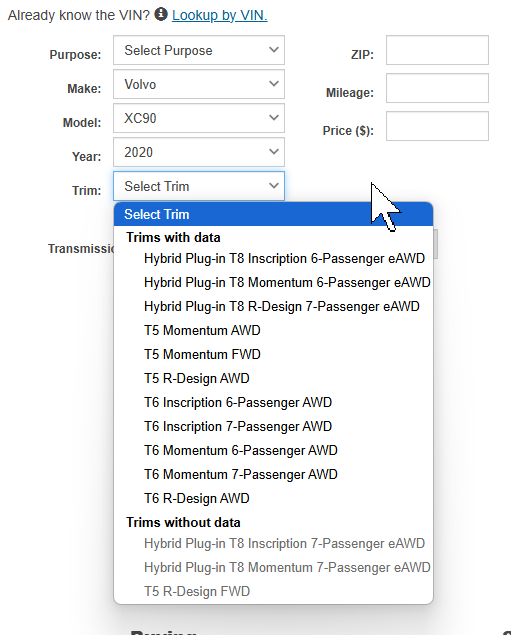 Already know the VIN? Lookup by VIN.
Purpose: Select Purpose
ZIP:
Make: Volvo
Mileage:
Model: XC90
Price ($):
Year: 2020
Trim: Select Trim
Select Trim
Trims with data
Transmissi
Hybrid Plug-in T8 Inscription 6-Passenger eAWD
Hybrid Plug-in T8 Momentum 6-Passenger eAWD
Hybrid Plug-in T8 R-Design 7-Passenger eAWD
T5 Momentum AWD
T5 Momentum FWD
T5 R-Design AWD
T6 Inscription 6-Passenger AWD
T6 Inscription 7-Passenger AWD
T6 Momentum 6-Passenger AWD
T6 Momentum 7-Passenger AWD
T6 R-Design AWD
Trims without data
Hybrid Plug-in T8 Inscription 7-Passenger eAWD
Hybrid Plug-in T8 Momentum 7-Passenger eAWD
T5 R-Design FWD